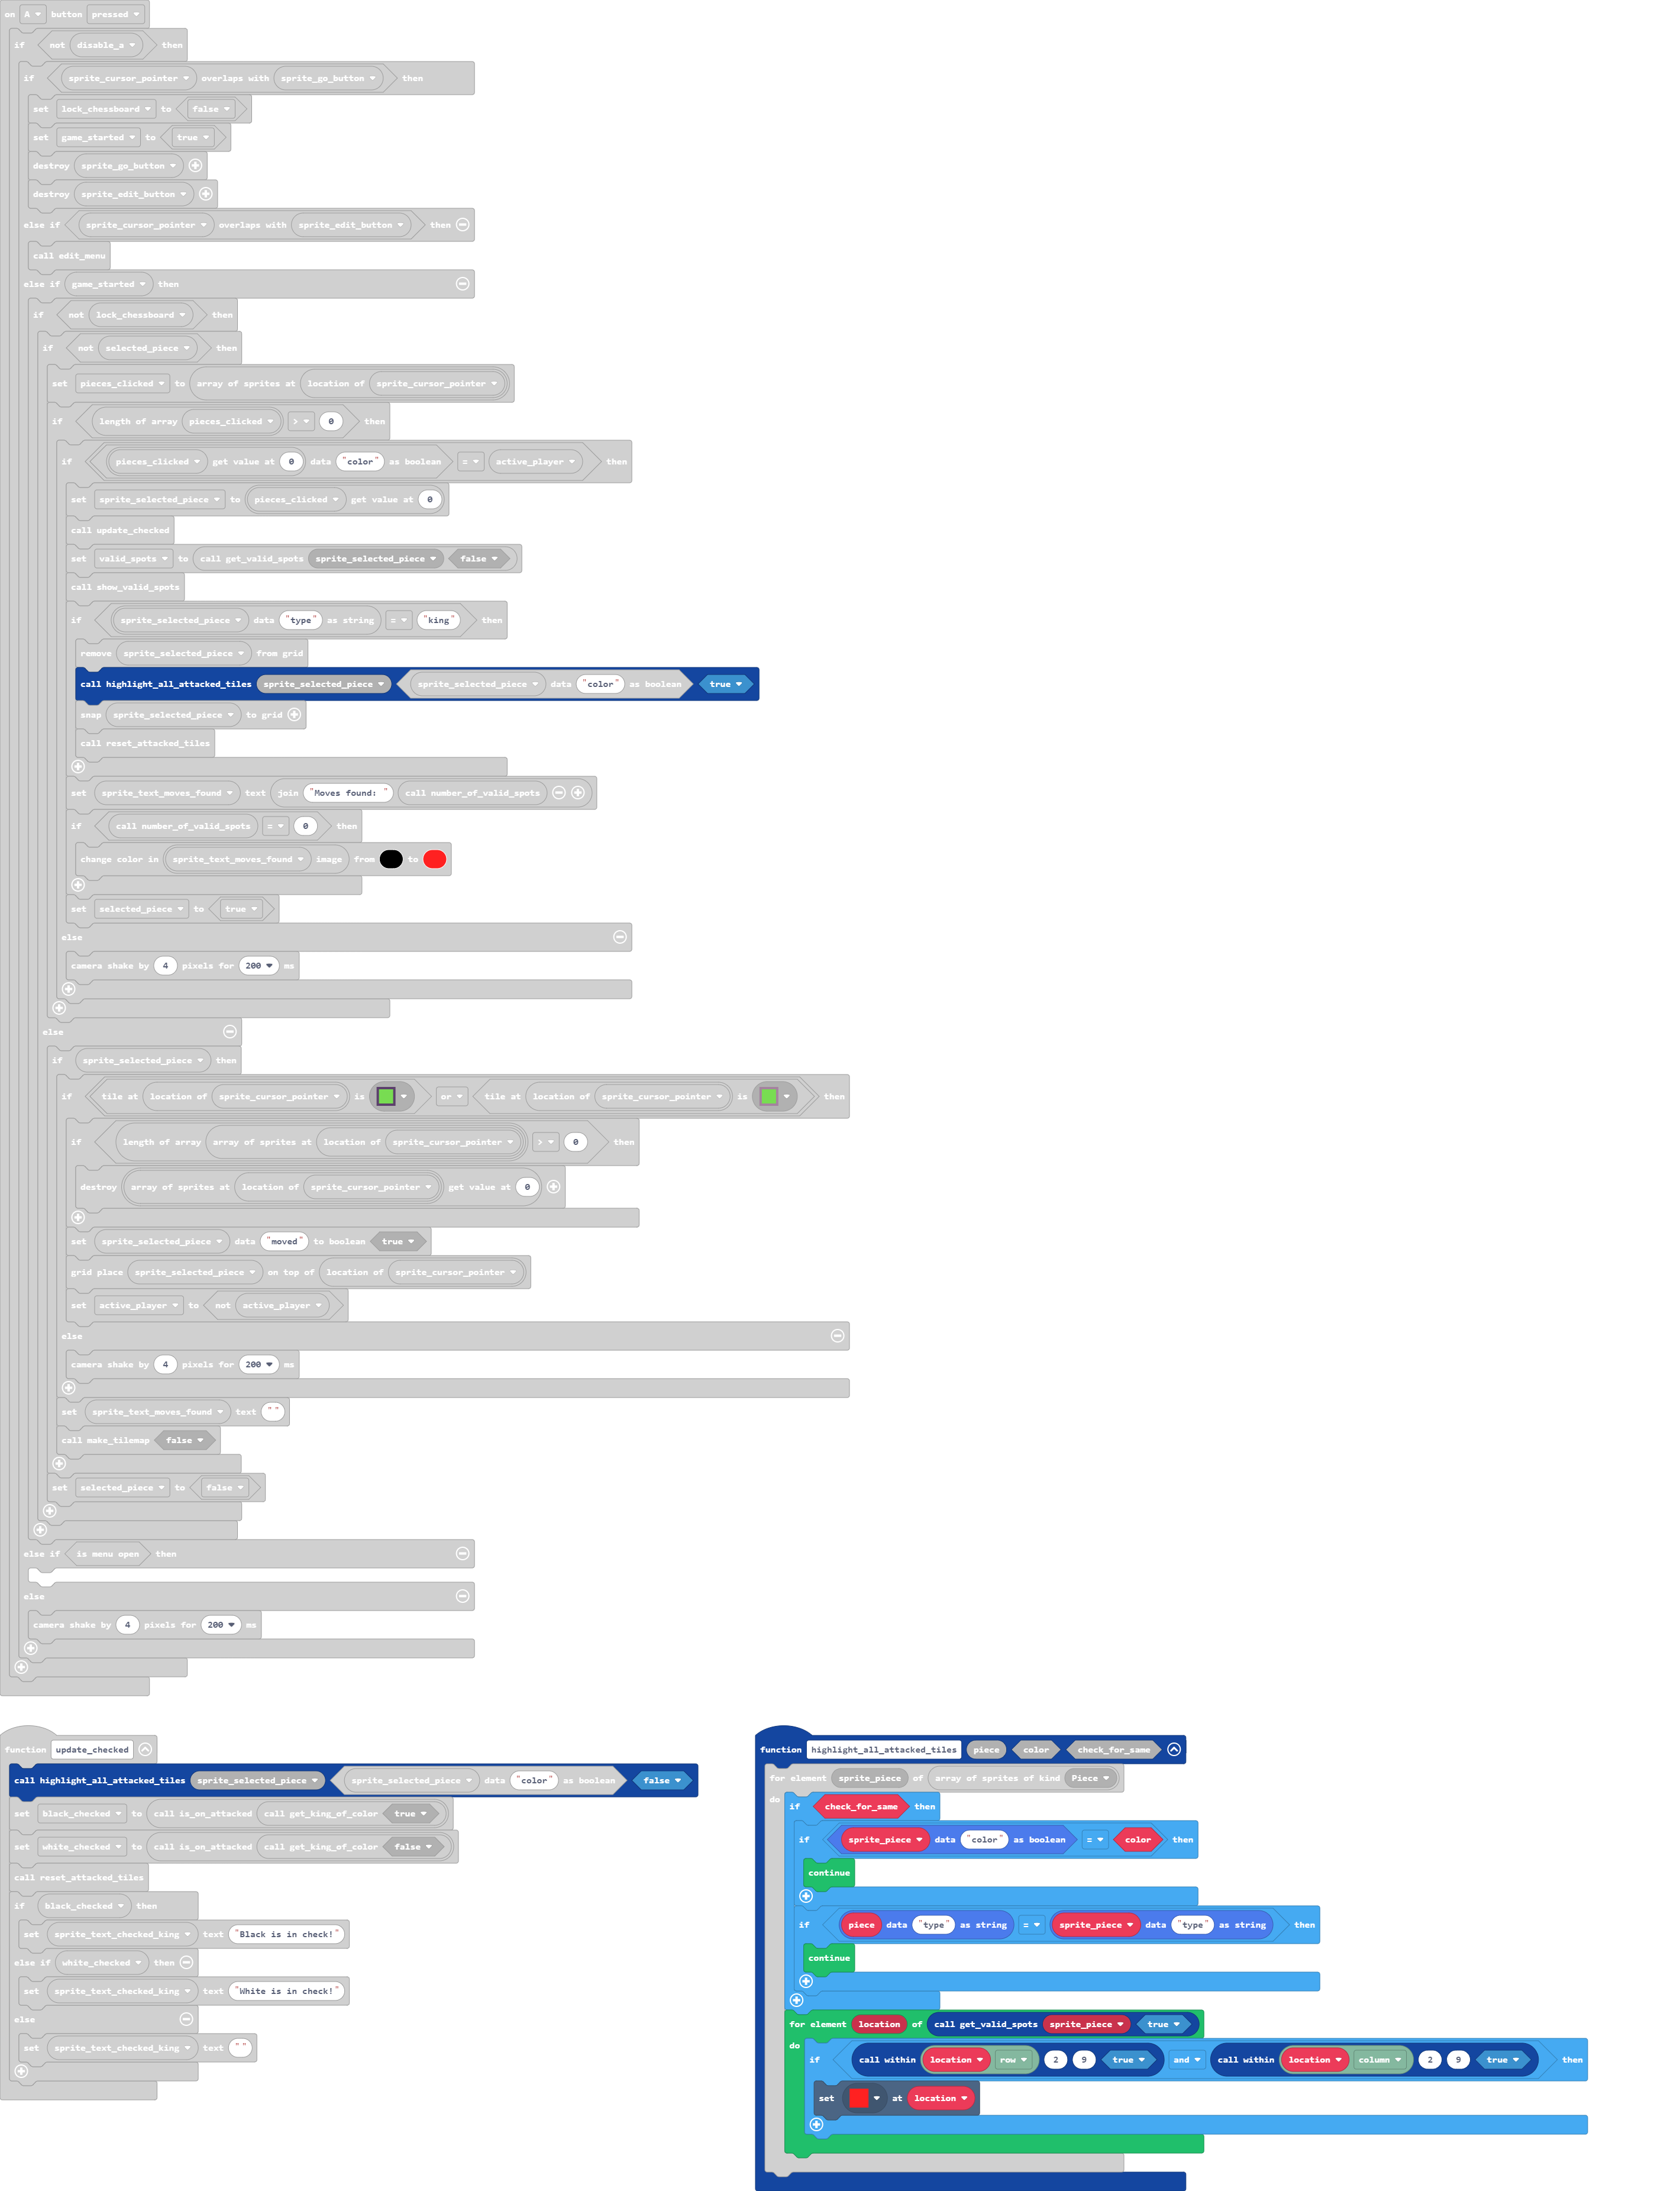 on A button pressed
if not disable_a then
if sprite_cursor_pointer overlaps with sprite_go_button then
set lock_chessboard to false
set game_started to true
destroy sprite_go_button
destroy sprite_edit_button
else if sprite_cursor_pointer overlaps with sprite_edit_button then
call edit_menu
else if game_started then
if not lock_chessboard then
if not selected_piece then
set pieces_clicked to array of sprites at location of sprite_cursor_pointer
if length of array pieces_clicked > 0 then
if pieces_clicked get value at 0 data "color" as boolean = active_player then
set sprite_selected_piece to pieces_clicked get value at 0
call update_checked
set valid_spots to call get_valid_spots sprite_selected_piece false
call show_valid_spots
if sprite_selected_piece data "type" as string = "king" then
remove sprite_selected_piece from grid
call highlight_all_attacked_tiles sprite_selected_piece sprite_selected_piece data "color" as boolean true
snap sprite_selected_piece to grid
call reset_attacked_tiles
set sprite_text_moves_found text join "Moves found: " call number_of_valid_spots
if call number_of_valid_spots = 0 then
change color in sprite_text_moves_found image from to
set selected_piece to true
else
camera shake by 4 pixels for 200 ms
else
if sprite_selected_piece then
if tile at location of sprite_cursor_pointer is or tile at location of sprite_cursor_pointer is then
if length of array array of sprites at location of sprite_cursor_pointer > 0 then
destroy array of sprites at location of sprite_cursor_pointer get value at 0
set sprite_selected_piece data "moved" to boolean true
grid place sprite_selected_piece on top of location of sprite_cursor_pointer
set active_player to not active_player
else
camera shake by 4 pixels for 200 ms
set sprite_text_moves_found text ""
call make_tilemap false
set selected_piece to false
else if is menu open then
else
camera shake by 4 pixels for 200 ms
function update_checked
call highlight_all_attacked_tiles sprite_selected_piece sprite_selected_piece data "color" as boolean false
set black_checked to call is_on_attacked call get_king_of_color true
set white_checked to call is_on_attacked call get_king_of_color false
call reset_attacked_tiles
if black_checked then
set sprite_text_checked_king text "Black is in check!"
else if white_checked then
set sprite_text_checked_king text "White is in check!"
else
set sprite_text_checked_king text ""
function highlight_all_attacked_tiles piece color check_for_same
for element sprite_piece of array of sprites of kind Piece
do if check_for_same then
if sprite_piece data "color" as boolean = color then
continue
if piece data "type" as string = sprite_piece data "type" as string then
continue
for element location of call get_valid_spots sprite_piece true
do if call within location row 2 9 true and call within location column 2 9 true then
set at location